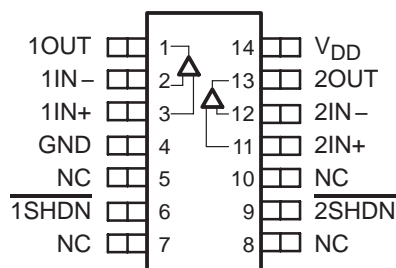 1OUT 1 14 VDD
1IN− 2 13 2OUT
1IN+ 3 12 2IN−
GND 4 11 2IN+
NC 5 10 NC
1SHDN 6 9 2SHDN
NC 7 8 NC